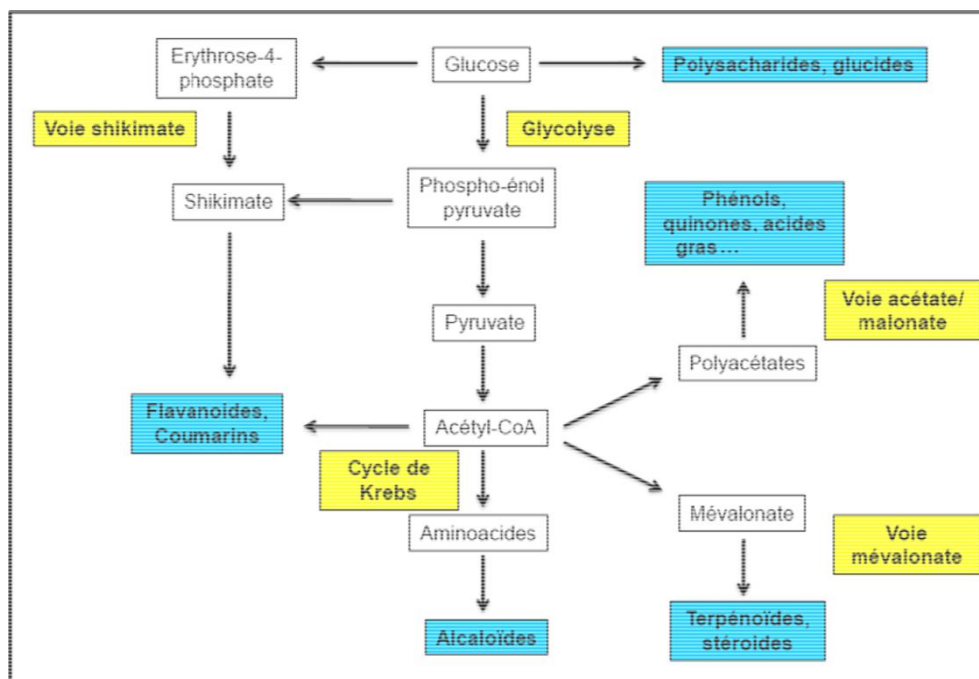 Erythrose-4-
phosphate
Glucose
Polysacharides, glucides
Voie shikimate
Glycolyse
Shikimate
Phospho-énol
pyruvate
Phénols,
quinones, acides
gras...
Pyruvate
Voie acétate/
malonate
Polyacétates
Flavanoides,
Coumarins
Acétyl-CoA
Cycle de
Krebs
Aminoacides
Mévalonate
Voie
mévalonate
Alcaloïdes
Terpénoïdes,
stéroides